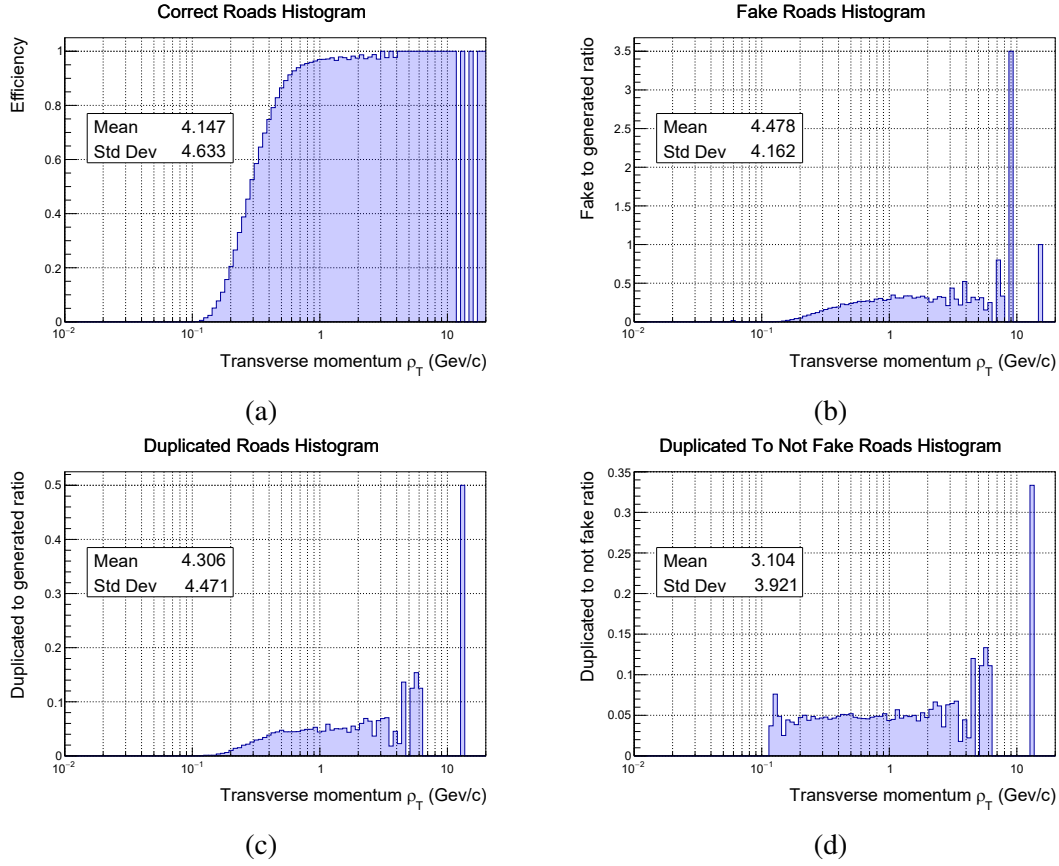 Correct Roads Histogram
Efficiency
1
0.8
0.6
0.4
0.2
0
Mean 4.147
Std Dev 4.633
10⁻² 10⁻¹ 1 10
Transverse momentum ρ_T (Gev/c)
(a)
Fake Roads Histogram
Fake to generated ratio
3.5
3
2.5
2
1.5
1
0.5
0
Mean 4.478
Std Dev 4.162
10⁻² 10⁻¹ 1 10
Transverse momentum ρ_T (Gev/c)
(b)
Duplicated Roads Histogram
Duplicated to generated ratio
0.5
0.4
0.3
0.2
0.1
0
Mean 4.306
Std Dev 4.471
10⁻² 10⁻¹ 1 10
Transverse momentum ρ_T (Gev/c)
(c)
Duplicated To Not Fake Roads Histogram
Duplicated to not fake ratio
0.35
0.3
0.25
0.2
0.15
0.1
0.05
0
Mean 3.104
Std Dev 3.921
10⁻² 10⁻¹ 1 10
Transverse momentum ρ_T (Gev/c)
(d)